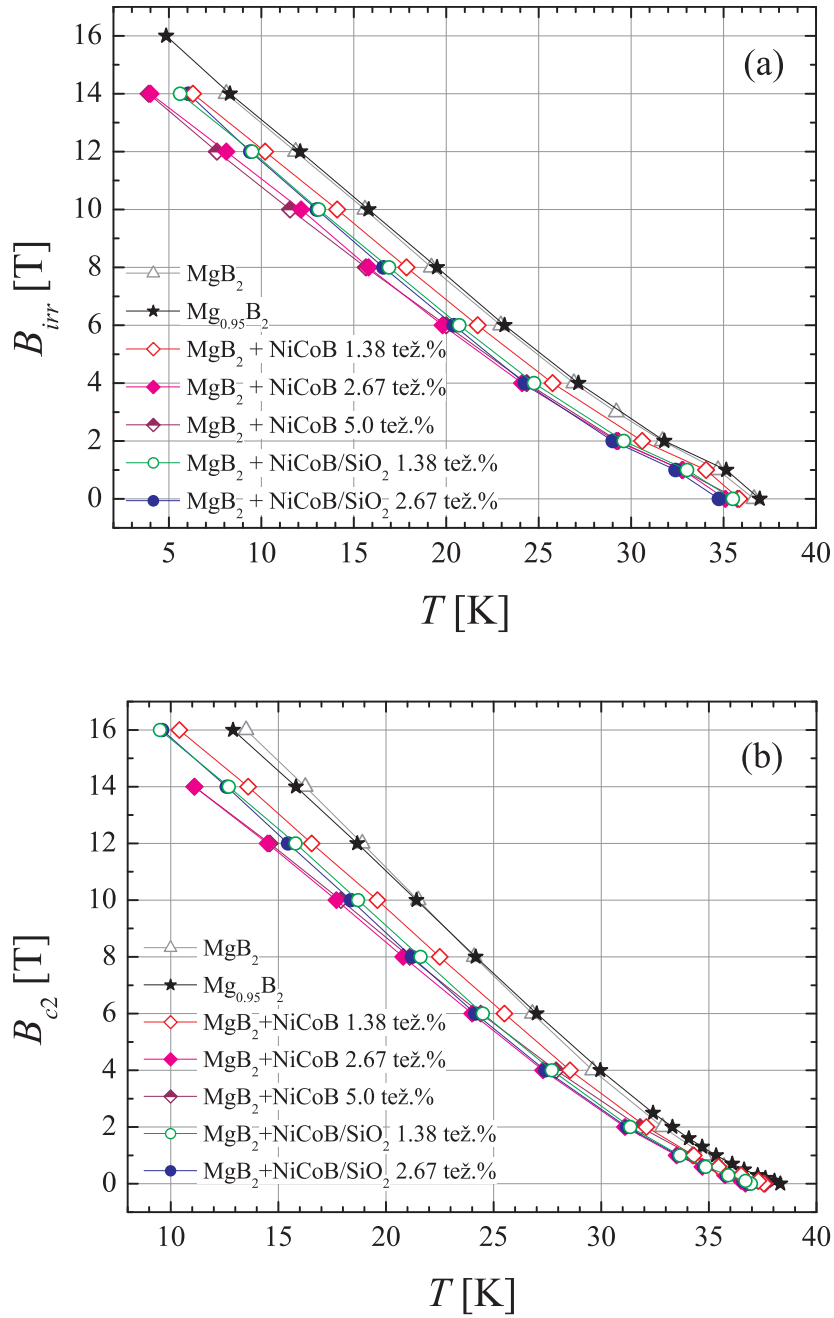 (a)
16
14
12
10
8
6
4
2
0
B_irr [T]
MgB₂
Mg₀.₉₅B₂
MgB₂ + NiCoB 1.38 tež.%
MgB₂ + NiCoB 2.67 tež.%
MgB₂ + NiCoB 5.0 tež.%
MgB₂ + NiCoB/SiO₂ 1.38 tež.%
MgB₂ + NiCoB/SiO₂ 2.67 tež.%
5 10 15 20 25 30 35 40
T [K]
(b)
16
14
12
10
8
6
4
2
0
B_c2 [T]
MgB₂
Mg₀.₉₅B₂
MgB₂+NiCoB 1.38 tež.%
MgB₂+NiCoB 2.67 tež.%
MgB₂+NiCoB 5.0 tež.%
MgB₂+NiCoB/SiO₂ 1.38 tež.%
MgB₂+NiCoB/SiO₂ 2.67 tež.%
10 15 20 25 30 35 40
T [K]